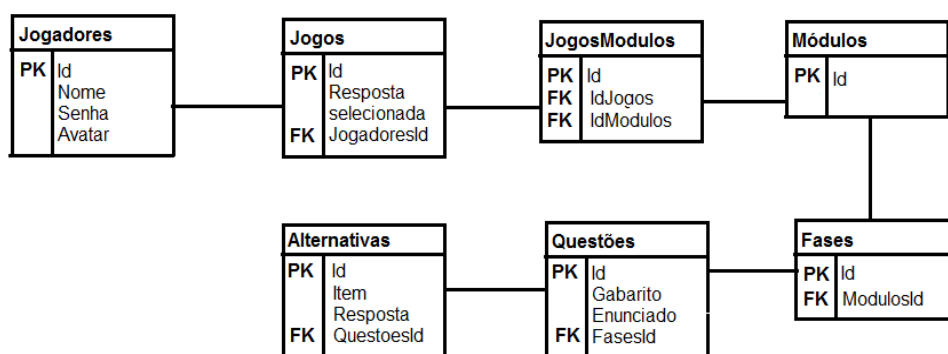 Jogadores
PK Id
Nome
Senha
Avatar
Jogos
PK Id
Resposta
selecionada
FK JogadoresId
JogosModulos
PK Id
FK IdJogos
FK IdModulos
Módulos
PK Id
Alternativas
PK Id
Item
Resposta
FK QuestoesId
Questões
PK Id
Gabarito
Enunciado
FK FasesId
Fases
PK Id
FK ModulosId